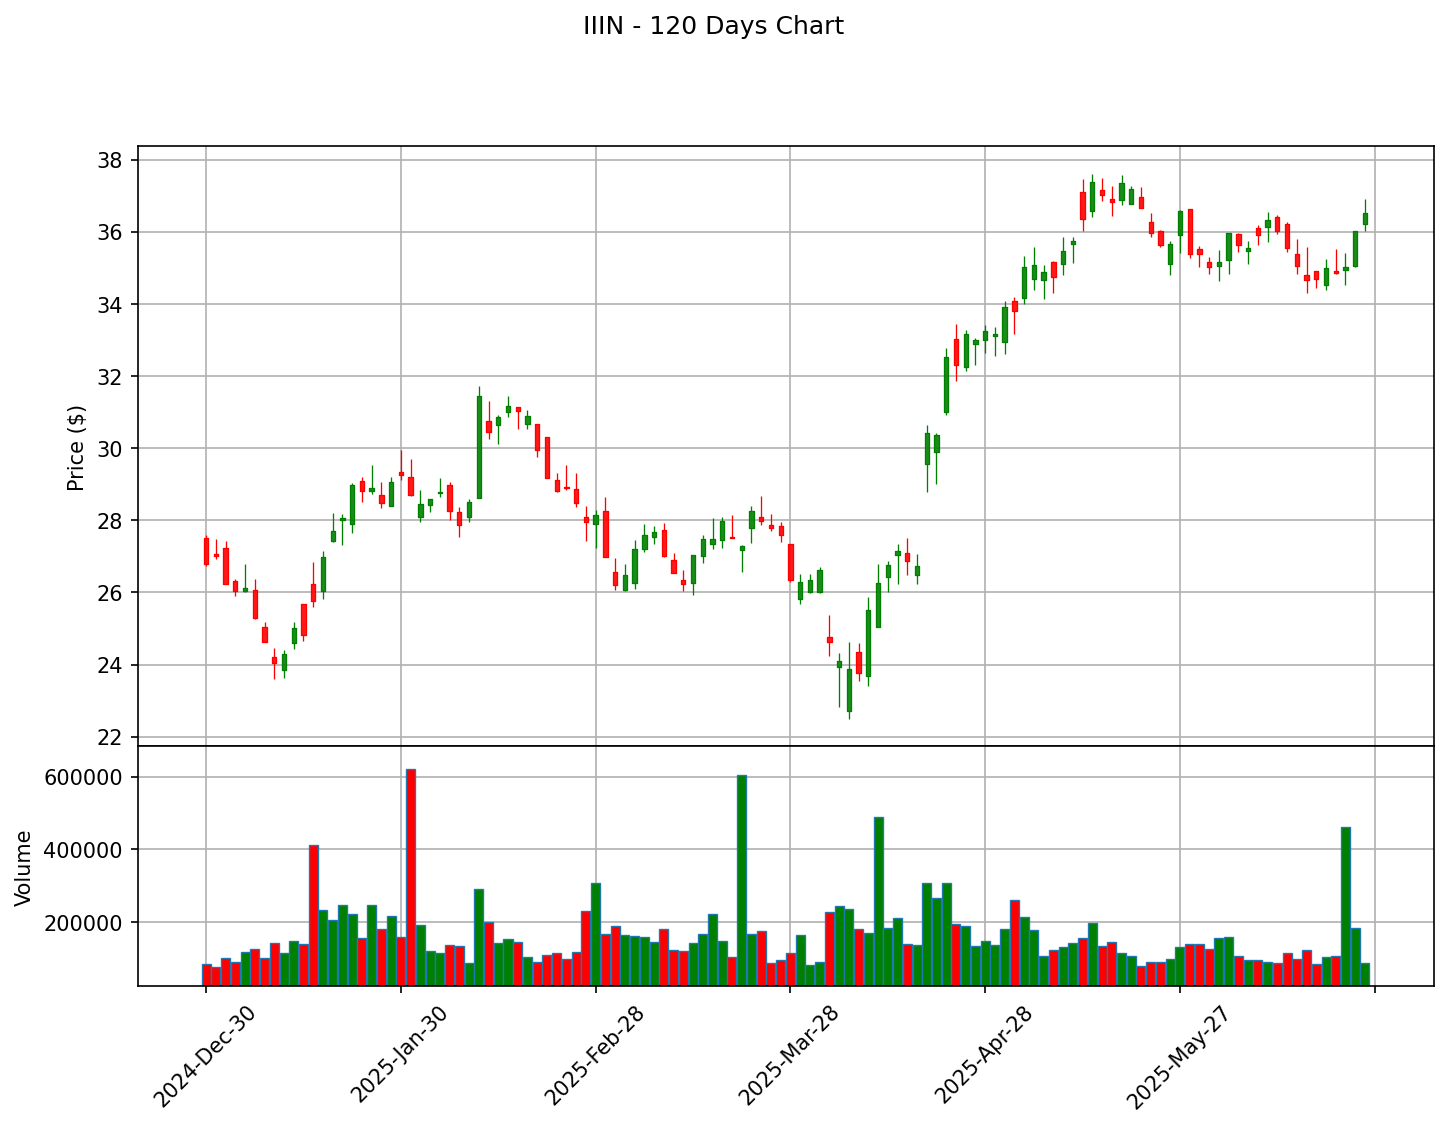 IIIN - 120 Days Chart
38
36
34
32
30
28
26
24
22
Price ($)
600000
400000
200000
Volume
2024-Dec-30
2025-Jan-30
2025-Feb-28
2025-Mar-28
2025-Apr-28
2025-May-27